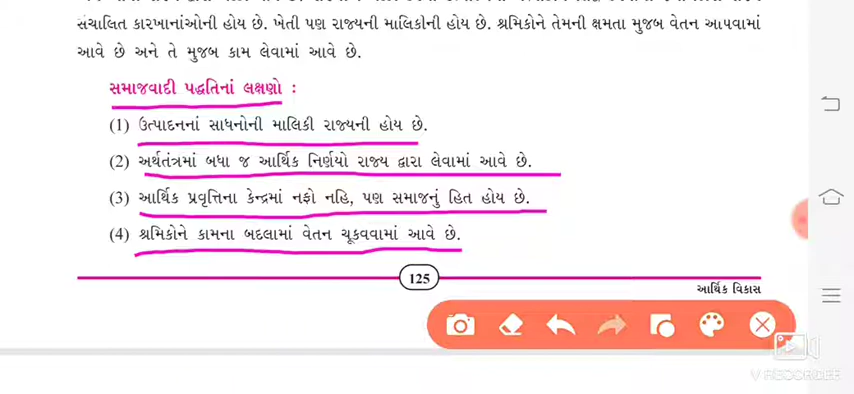 સંચાલિત કારખાનાંઓની હોય છે. ખેતી પણ રાજ્યની માલિકીની હોય છે. શ્રમિકોને તેમની ક્ષમતા મુજબ વેતન આપવામાં
આવે છે અને તે મુજબ કામ લેવામાં આવે છે.
સમાજવાદી પદ્ધતિનાં લક્ષણો :
(1) ઉત્પાદનનાં સાધનોની માલિકી રાજ્યની હોય છે.
(2) અર્થતંત્રમાં બધા જ આર્થિક નિર્ણયો રાજ્ય દ્વારા લેવામાં આવે છે.
(3) આર્થિક પ્રવૃત્તિના કેન્દ્રમાં નફો નહિ, પણ સમાજનું હિત હોય છે.
(4) શ્રમિકોને કામના બદલામાં વેતન ચૂકવવામાં આવે છે.
125
આર્થિક વિકાસ
V RECORDER